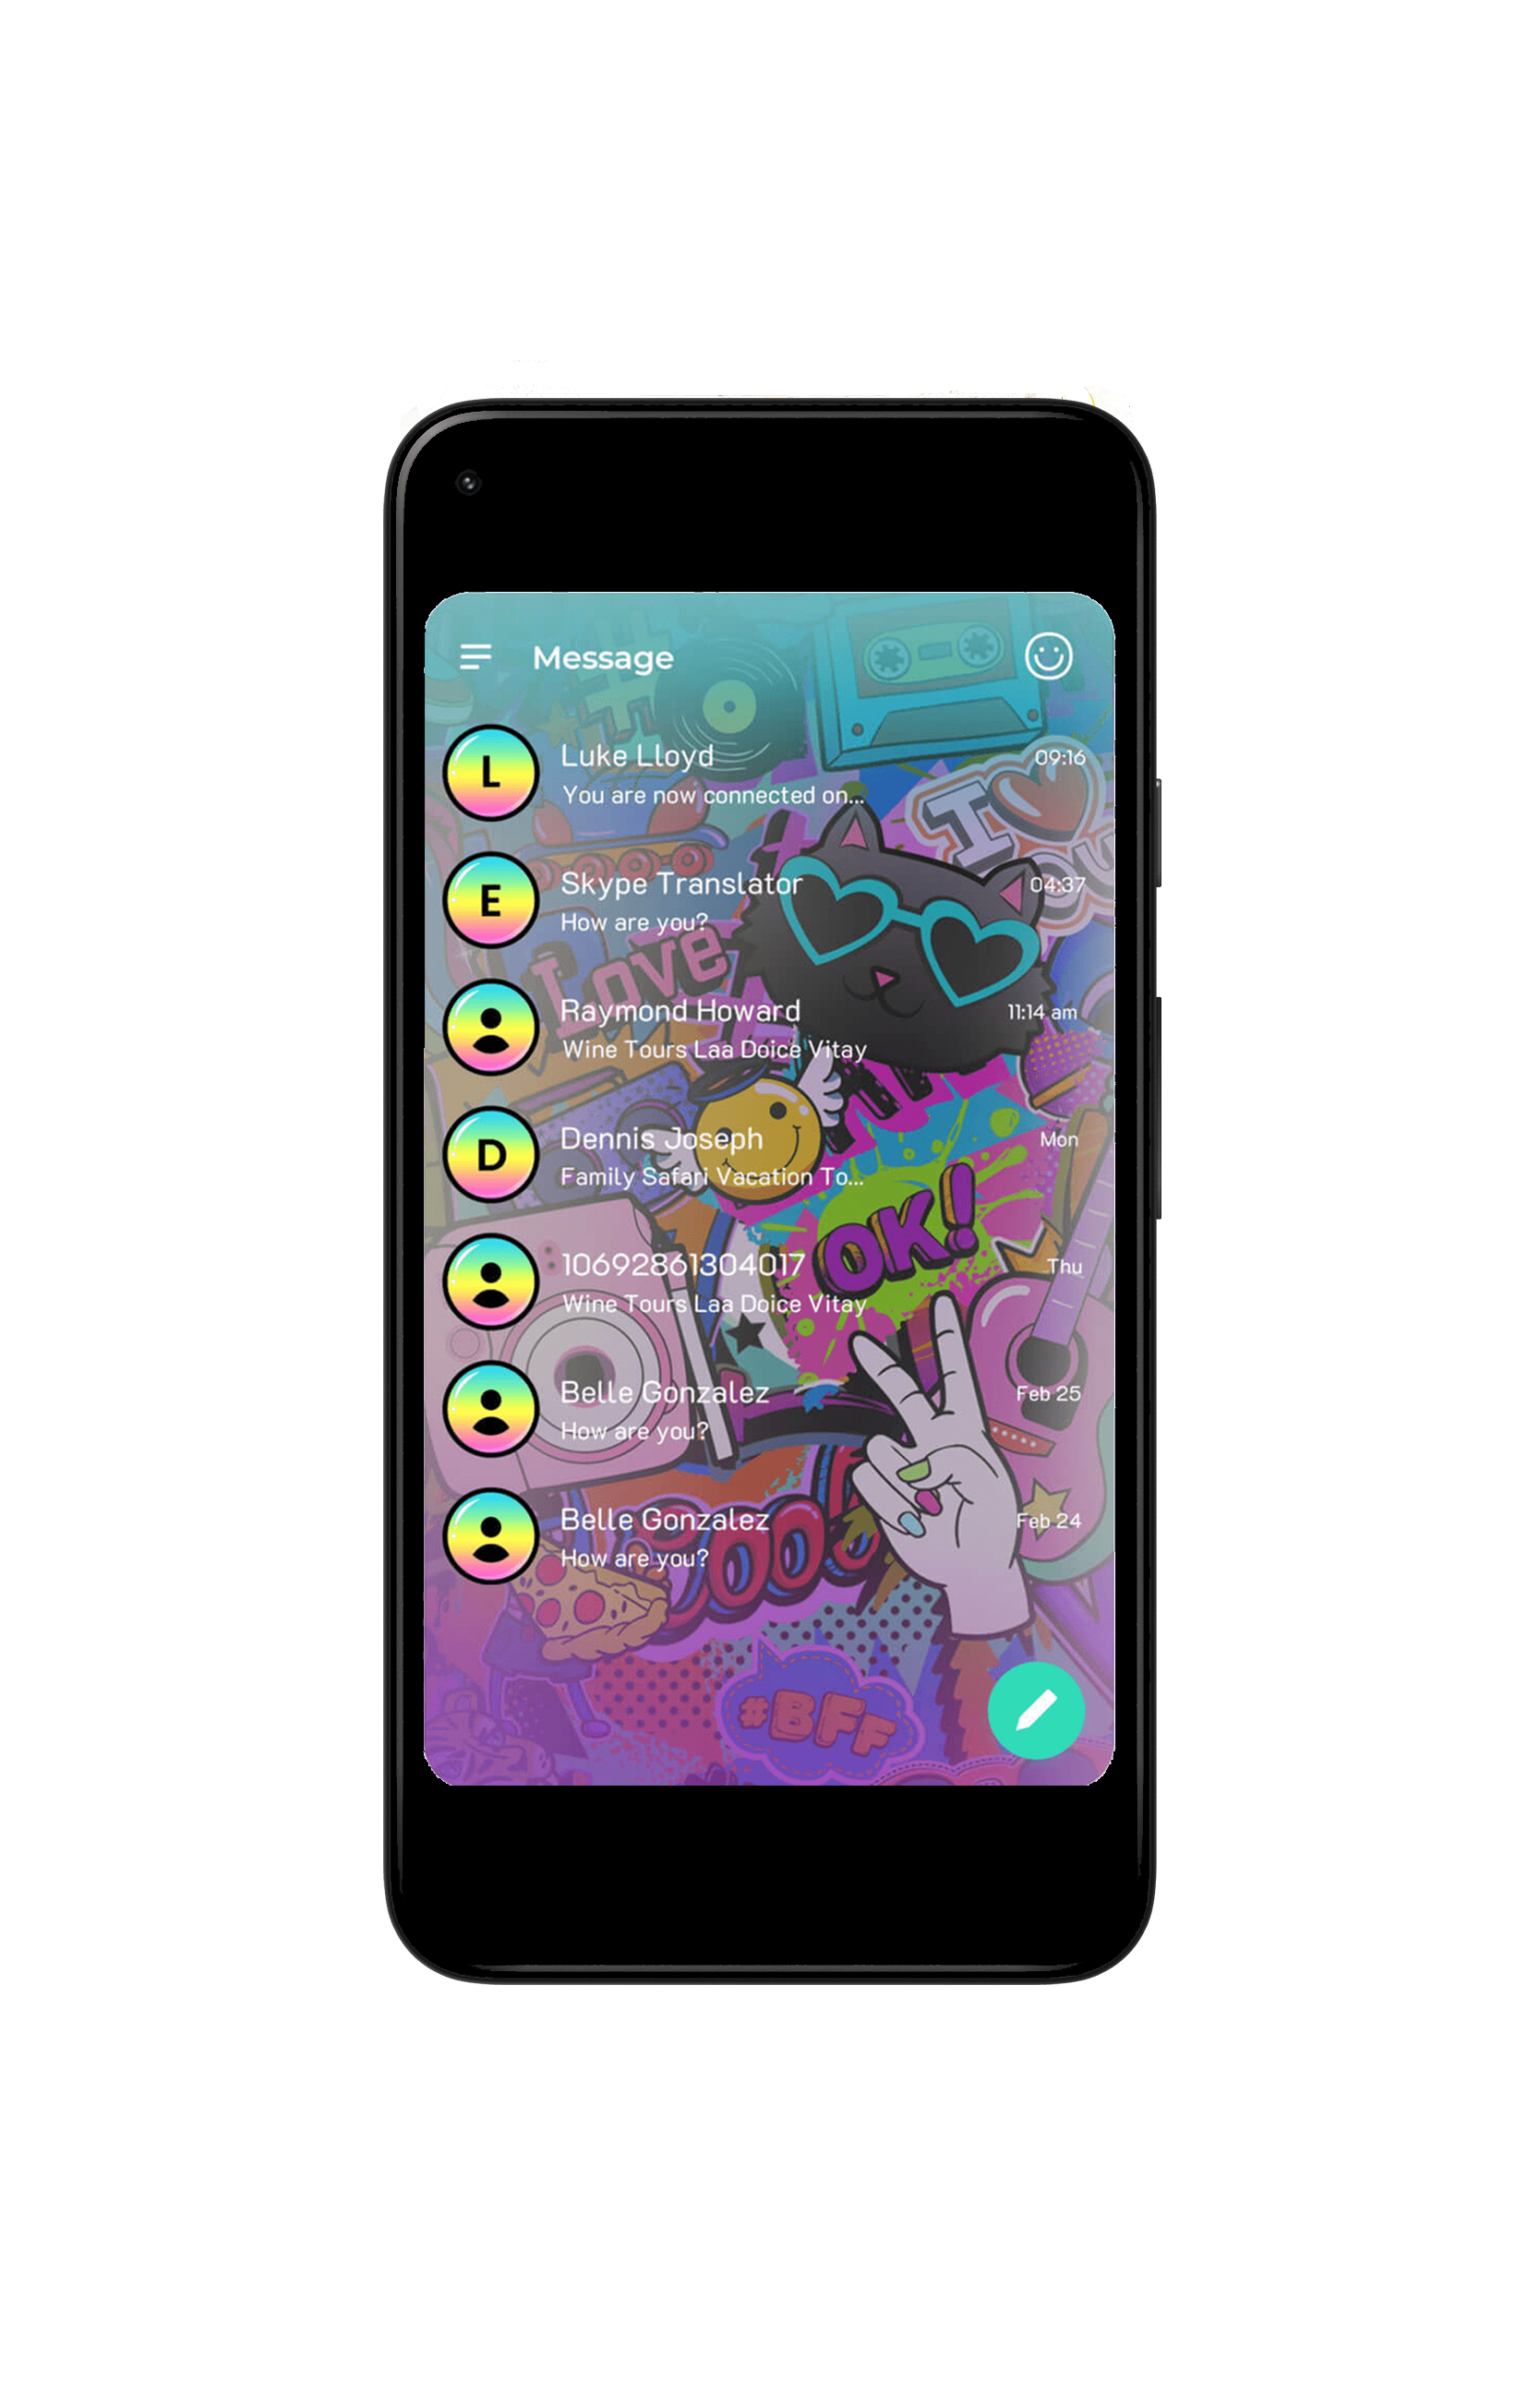 Message
L
Luke Lloyd
09:16
You are now connected on...
I
E
Skype Translator
04:37
How are you?
Love
Raymond Howard
11:14 am
Wine Tours Laa Doice Vitay
D
Dennis Joseph
Mon
Family Safari Vacation To...
OK!
10692861304017
Thu
Wine Tours Laa Doice Vitay
Belle Gonzalez
Feb 25
How are you?
Belle Gonzalez
Feb 24
How are you?
#BFF